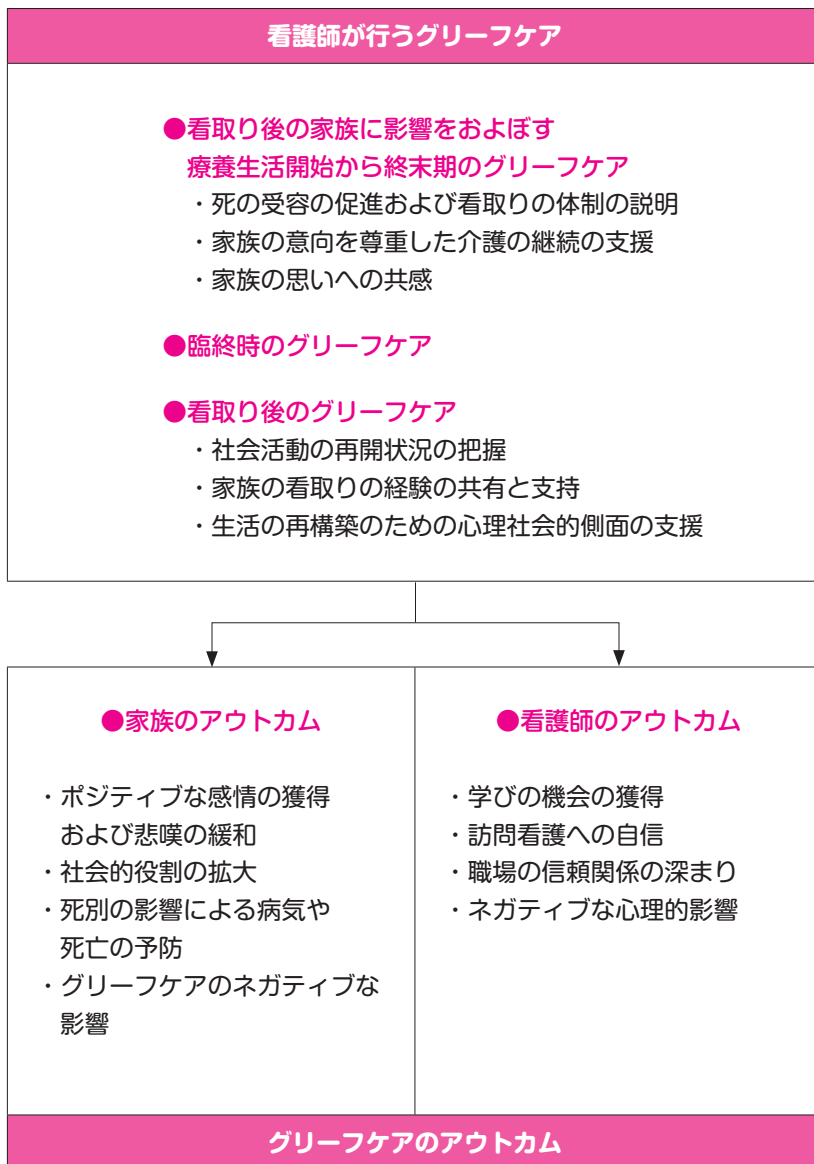 看護師が行うグリーフケア
●看取り後の家族に影響をおよぼす
療養生活開始から終末期のグリーフケア
・死の受容の促進および看取りの体制の説明
・家族の意向を尊重した介護の継続の支援
・家族の思いへの共感
●臨終時のグリーフケア
●看取り後のグリーフケア
・社会活動の再開状況の把握
・家族の看取りの経験の共有と支持
・生活の再構築のための心理社会的側面の支援
●家族のアウトカム
・ポジティブな感情の獲得
および悲嘆の緩和
・社会的役割の拡大
・死別の影響による病気や
死亡の予防
・グリーフケアのネガティブな
影響
●看護師のアウトカム
・学びの機会の獲得
・訪問看護への自信
・職場の信頼関係の深まり
・ネガティブな心理的影響
グリーフケアのアウトカム